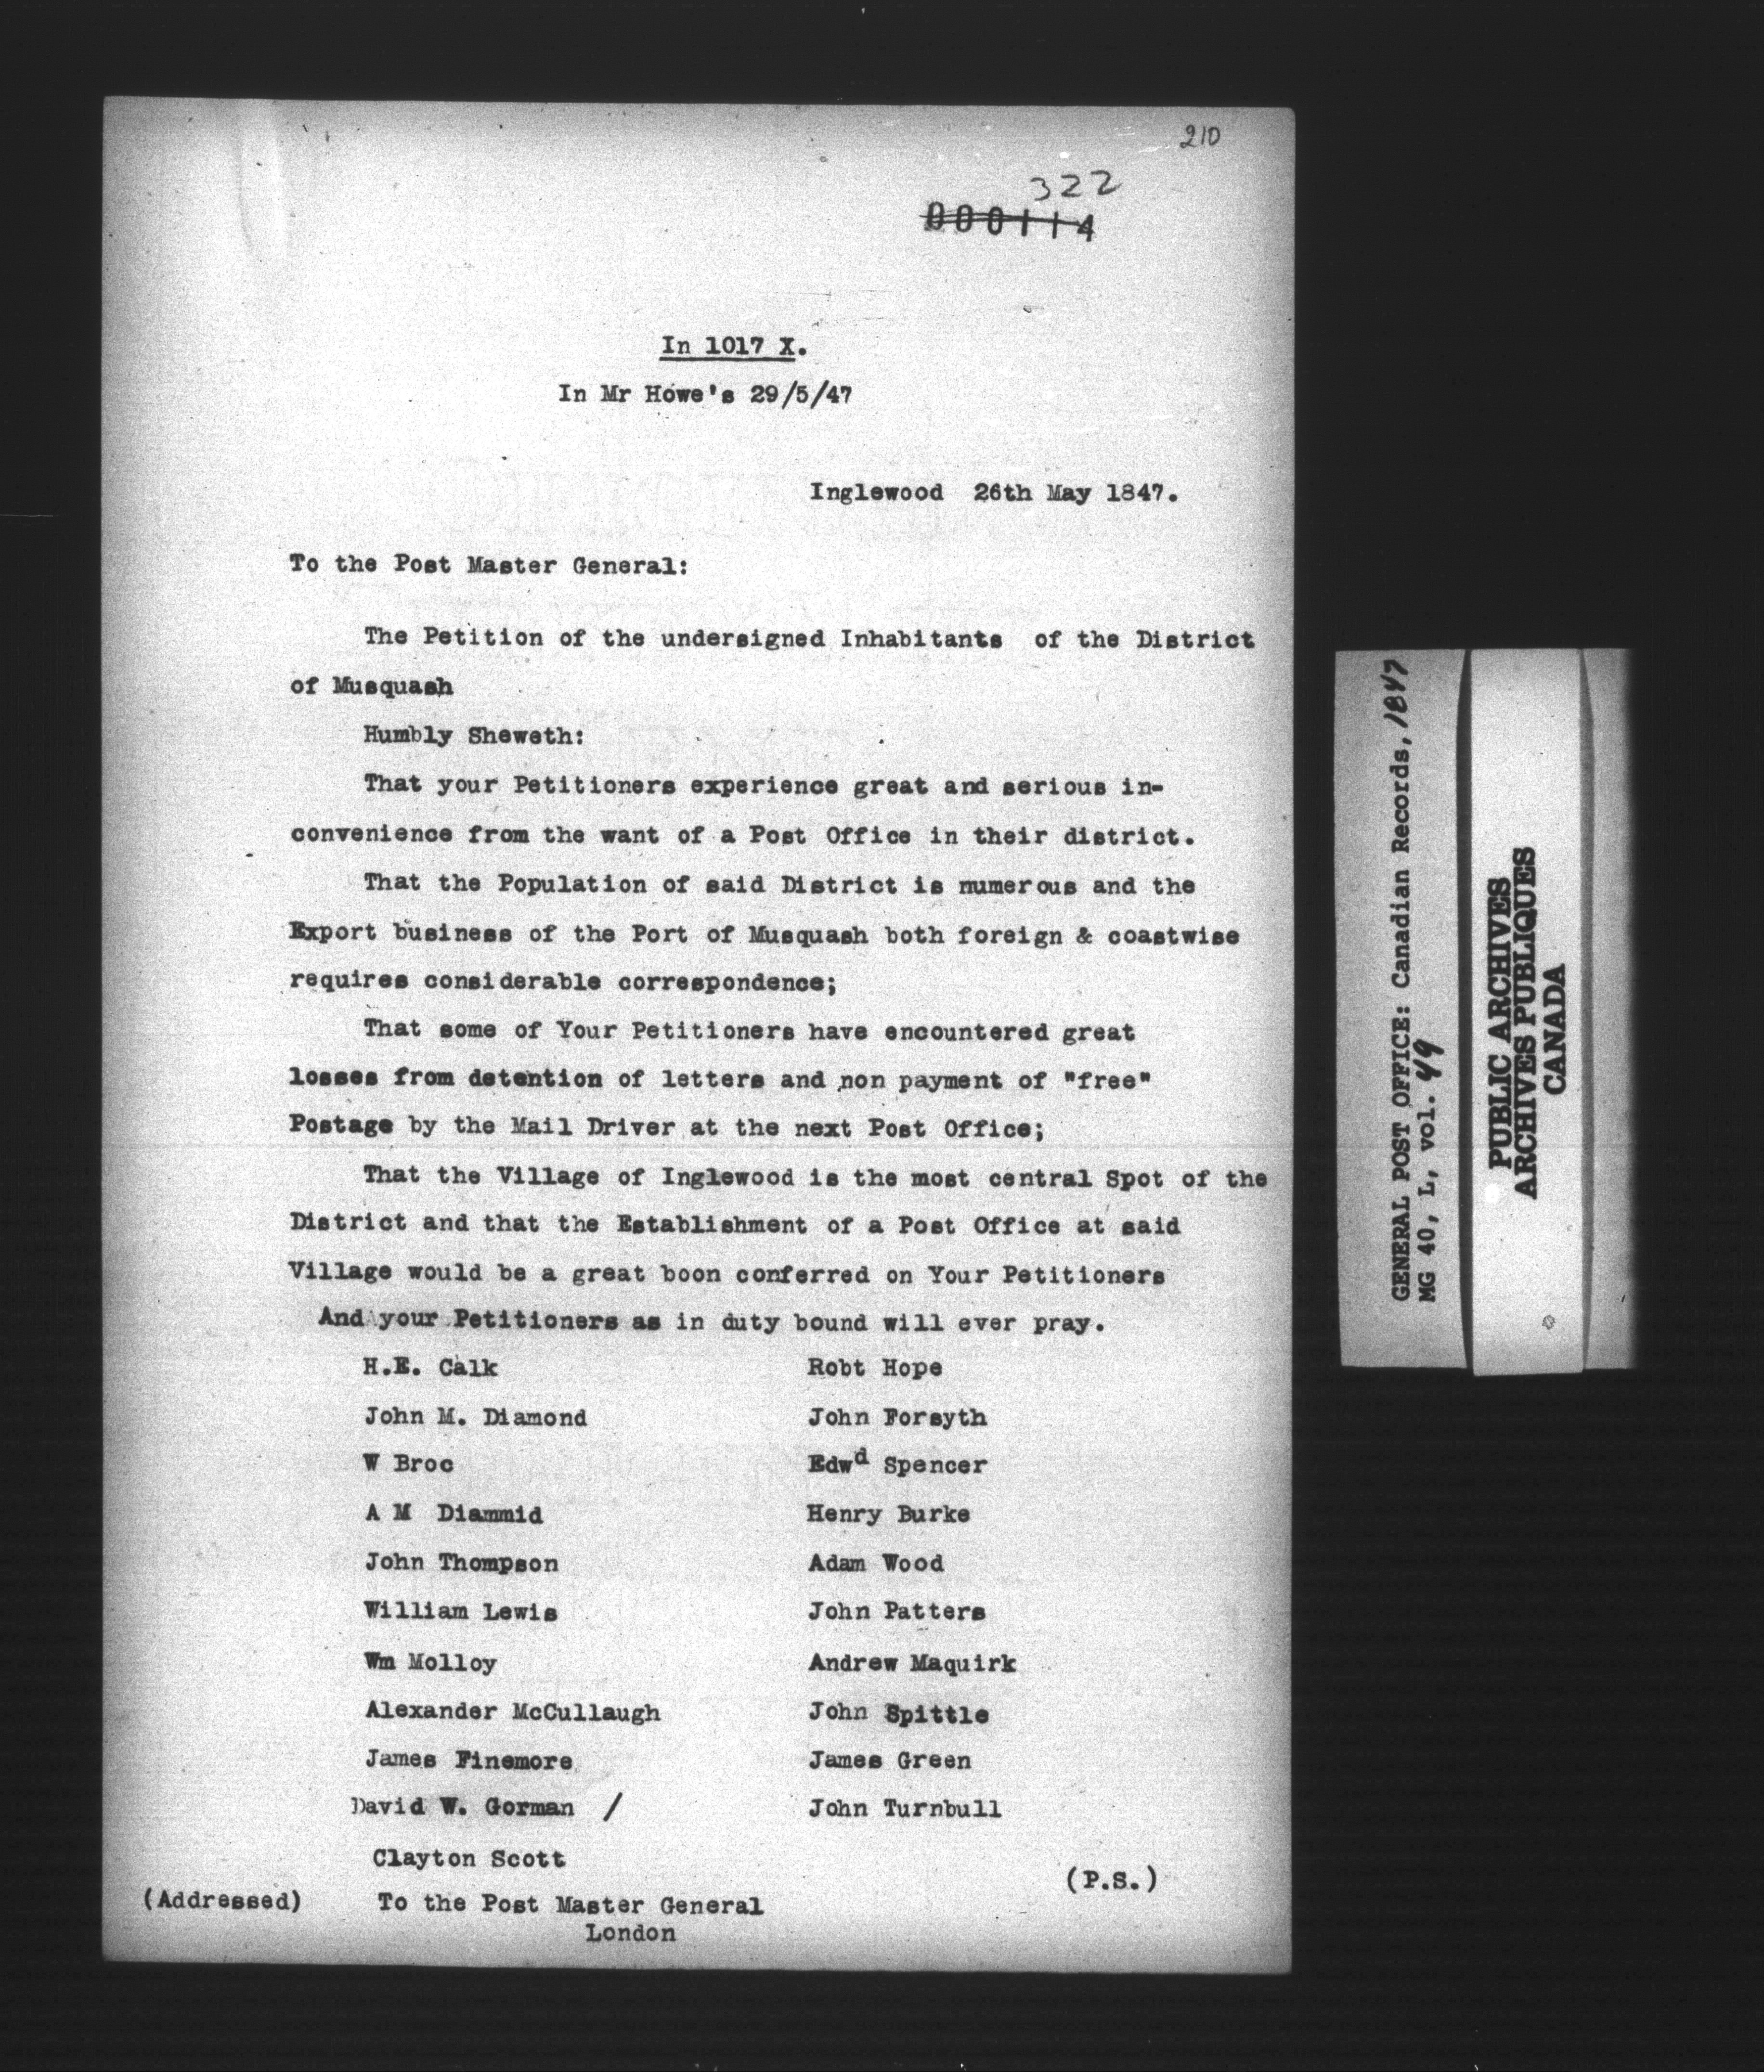 210
322
000114
In 1017 X.
In Mr Howe's 29/5/47
Inglewood 26th May 1847.
To the Post Master General:
The Petition of the undersigned Inhabitants of the District
of Musquash
Humbly Sheweth:
That your Petitioners experience great and serious in-
convenience from the want of a Post Office in their district.
That the Population of said District is numerous and the
Export business of the Port of Musquash both foreign & coastwise
requires considerable correspondence;
That some of Your Petitioners have encountered great
losses from detention of letters and non payment of "free"
Postage by the Mail Driver at the next Post Office;
That the Village of Inglewood is the most central Spot of the
District and that the Establishment of a Post Office at said
Village would be a great boon conferred on Your Petitioners
And your Petitioners as in duty bound will ever pray.
H.E. Calk Robt Hope
John M. Diamond John Forsyth
W Broc Edwd Spencer
A M Diammid Henry Burke
John Thompson Adam Wood
William Lewis John Patters
Wm Molloy Andrew Maquirk
Alexander McCullaugh John Spittle
James Finemore James Green
David W. Gorman / John Turnbull
Clayton Scott
(P.S.)
(Addressed) To the Post Master General
London
GENERAL POST OFFICE: Canadian Records, 1847
MG 40, L, vol. 49
PUBLIC ARCHIVES
ARCHIVES PUBLIQUES
CANADA